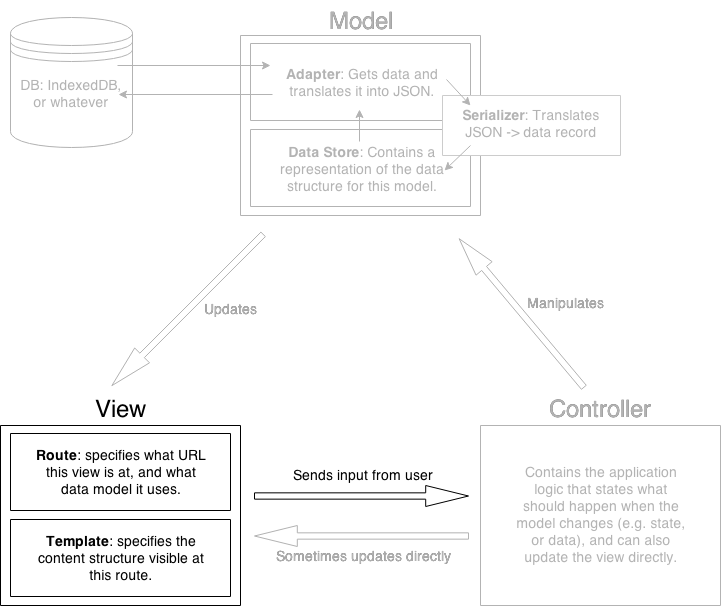 Model
DB: IndexedDB,
or whatever
Adapter: Gets data and
translates it into JSON.
Serializer: Translates
JSON -> data record
Data Store: Contains a
representation of the data
structure for this model.
Updates
Manipulates
View
Controller
Route: specifies what URL
this view is at, and what
data model it uses.
Template: specifies the
content structure visible at
this route.
Sends input from user
Sometimes updates directly
Contains the application
logic that states what
should happen when the
model changes (e.g. state,
or data), and can also
update the view directly.